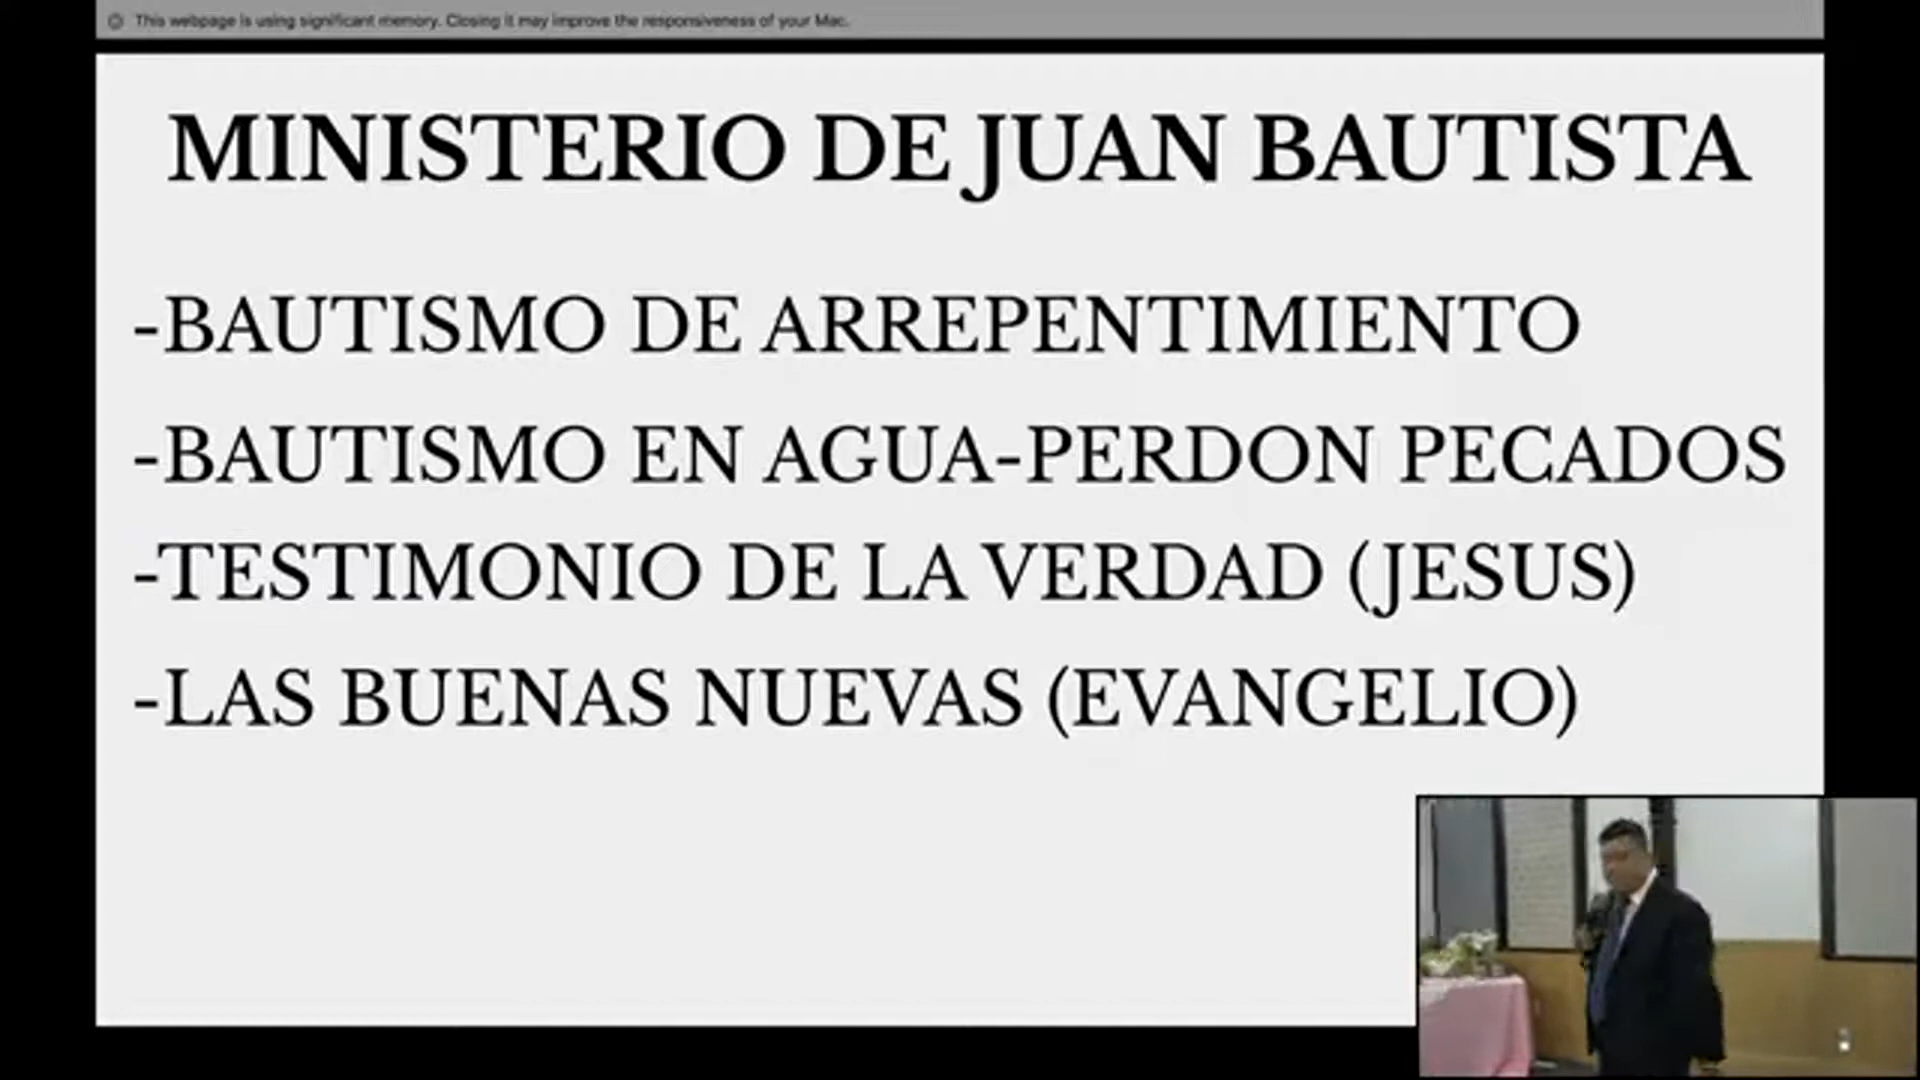 This webpage is using significant memory. Closing it may improve the responsiveness of your Mac.
MINISTERIO DE JUAN BAUTISTA
-BAUTISMO DE ARREPENTIMIENTO
-BAUTISMO EN AGUA-PERDON PECADOS
-TESTIMONIO DE LA VERDAD (JESUS)
-LAS BUENAS NUEVAS (EVANGELIO)